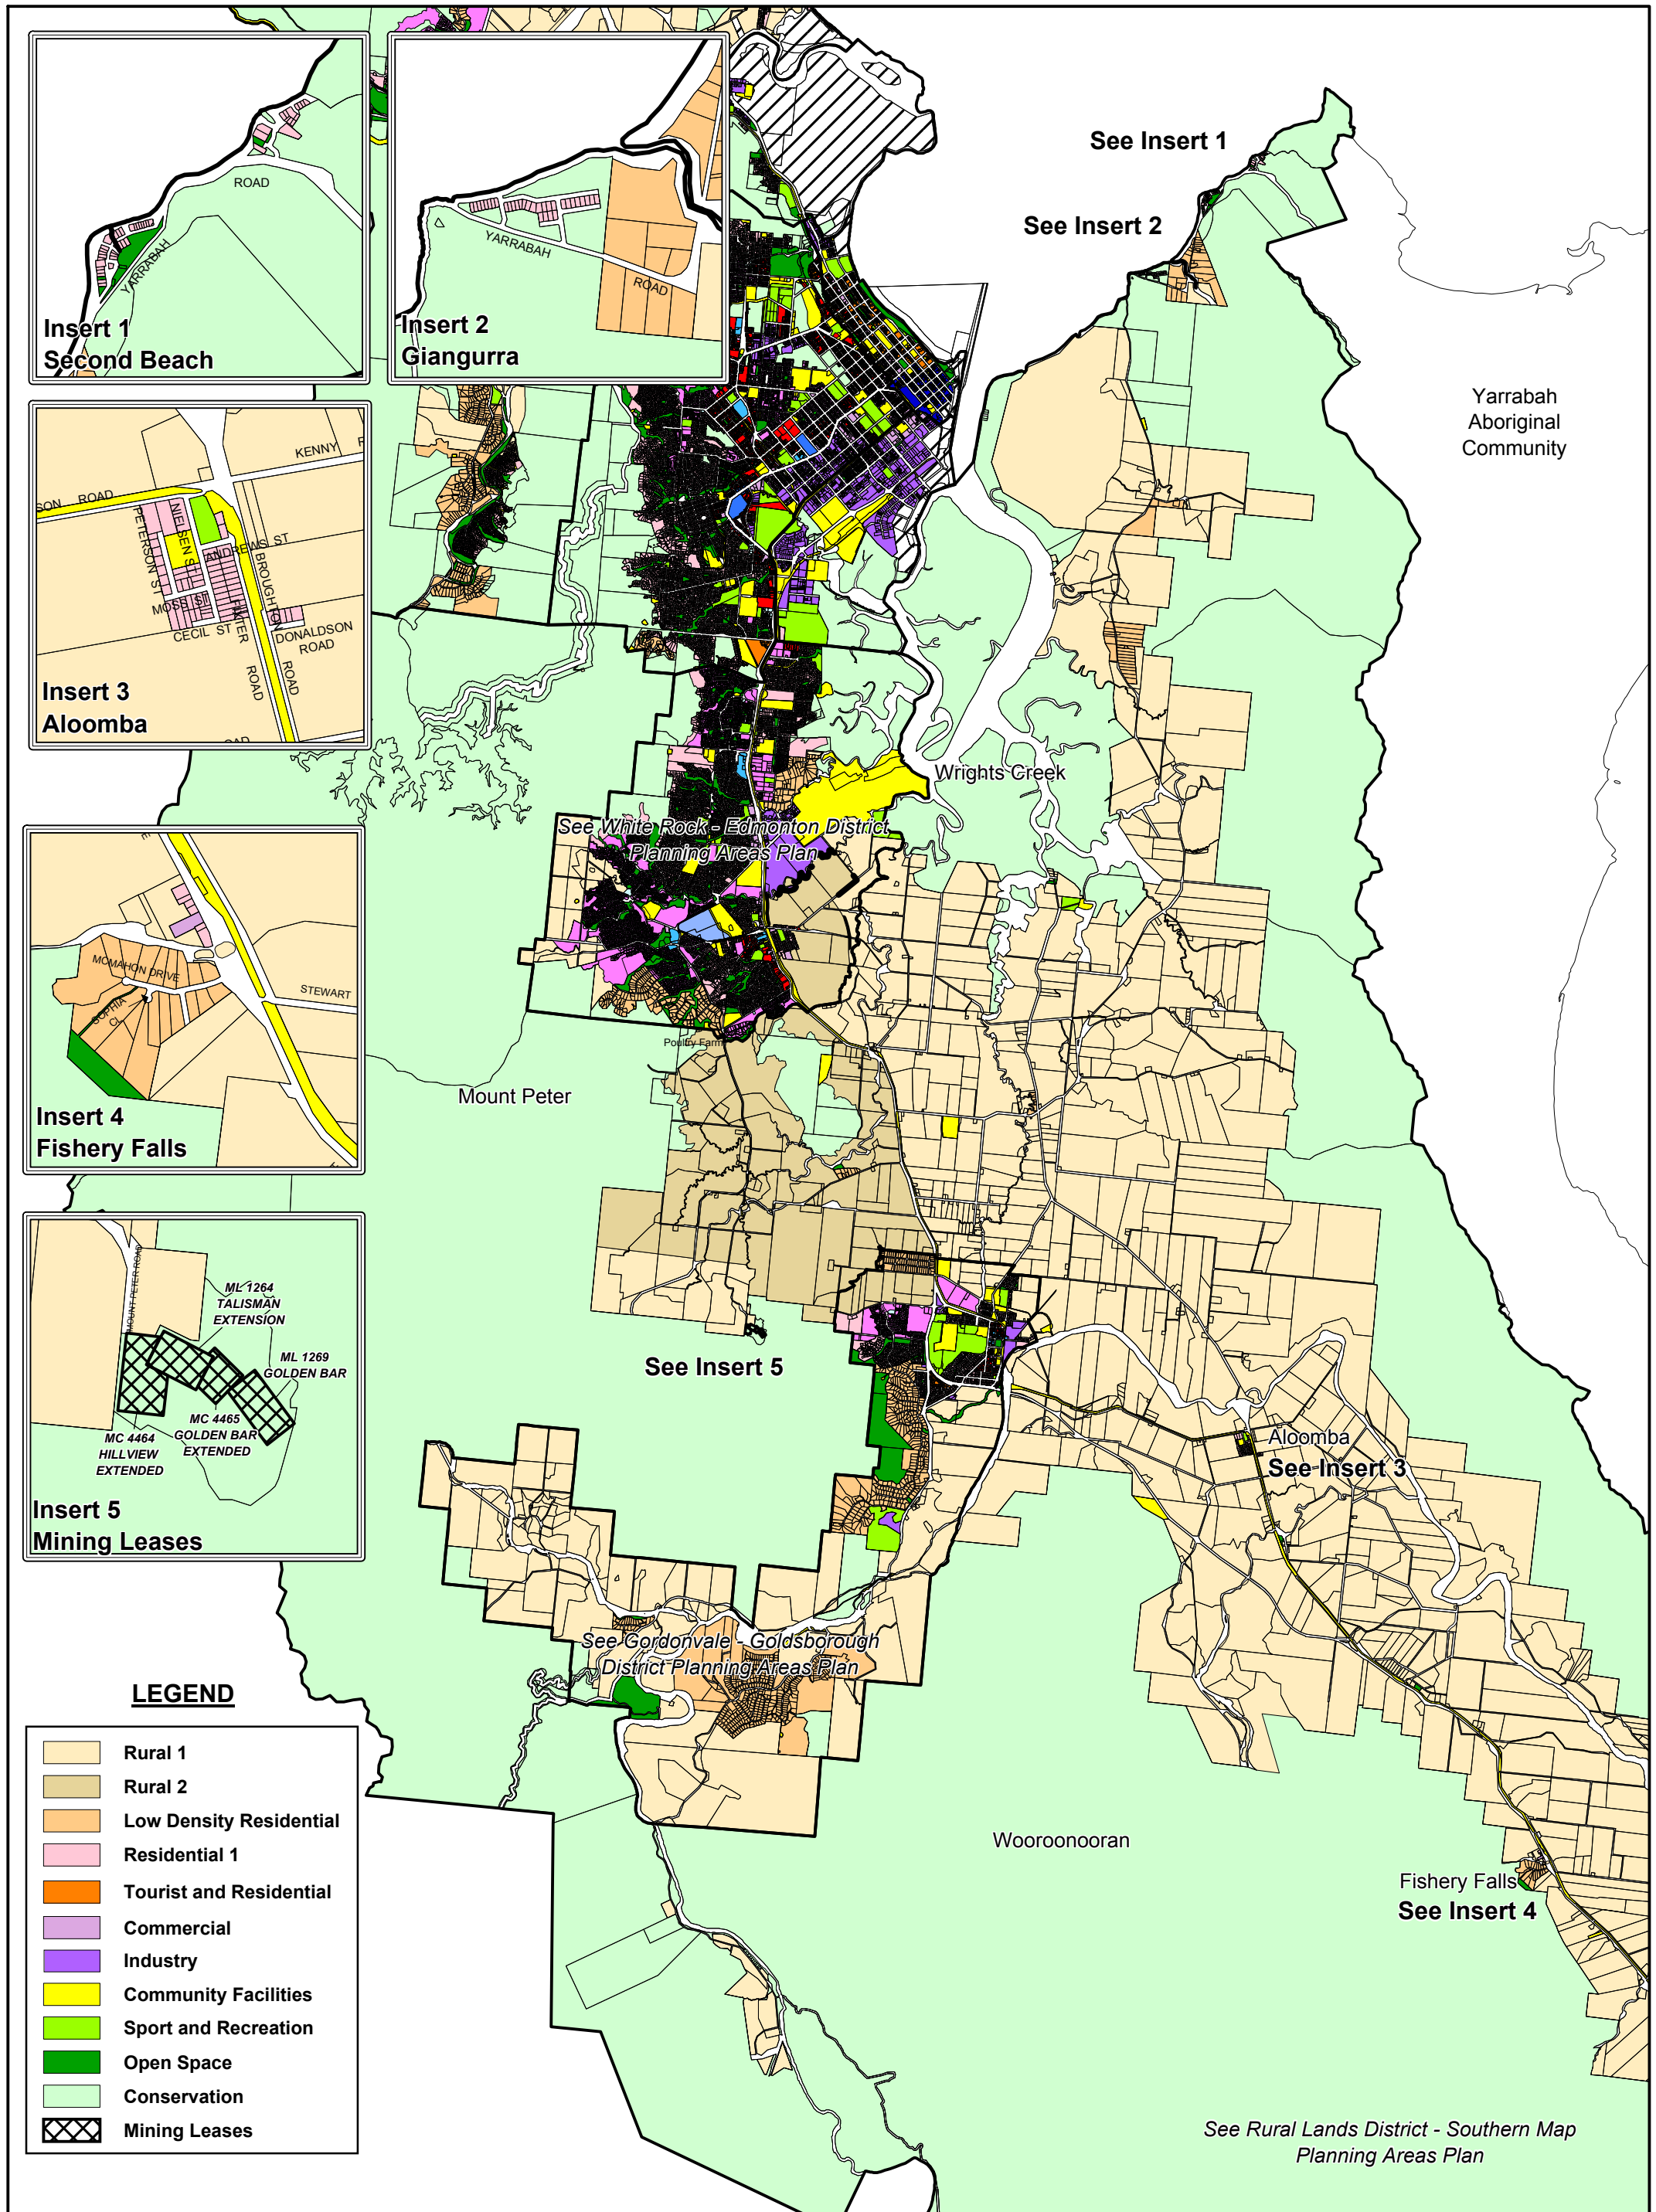 ROAD
YARRABAH
Insert 1
Second Beach
YARRABAH
ROAD
Insert 2
Giangurra
See Insert 1
See Insert 2
Yarrabah
Aboriginal
Community
KENNY
SON ROAD
PETERSON ST
NIELSEN S
ANDREWS ST
BROUGHTON
ROAD
MOSS ST
CECIL ST
ROAD
DONALDSON
ROAD
Insert 3
Aloomba
Wrights Creek
See White Rock - Edmonton District
Planning Areas Plan
MCMAHON DRIVE
SOPHIA
CL
STEWART
Insert 4
Fishery Falls
Poultry Farm
Mount Peter
MOUNT PETER ROAD
ML 1264
TALISMAN
EXTENSION
ML 1269
GOLDEN BAR
MC 4465
GOLDEN BAR
EXTENDED
MC 4464
HILLVIEW
EXTENDED
Insert 5
Mining Leases
See Insert 5
Aloomba
See Insert 3
See Gordonvale - Goldsborough
District Planning Areas Plan
LEGEND
Rural 1
Rural 2
Low Density Residential
Residential 1
Tourist and Residential
Commercial
Industry
Community Facilities
Sport and Recreation
Open Space
Conservation
Mining Leases
Wooroonooran
Fishery Falls
See Insert 4
See Rural Lands District - Southern Map
Planning Areas Plan